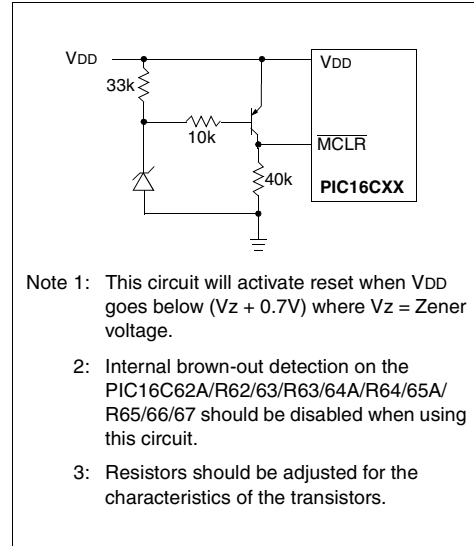 VDD
VDD
33k
10k
MCLR
40k
PIC16CXX
Note 1: This circuit will activate reset when VDD
goes below (Vz + 0.7V) where Vz = Zener
voltage.
2: Internal brown-out detection on the
PIC16C62A/R62/63/R63/64A/R64/65A/
R65/66/67 should be disabled when using
this circuit.
3: Resistors should be adjusted for the
characteristics of the transistors.